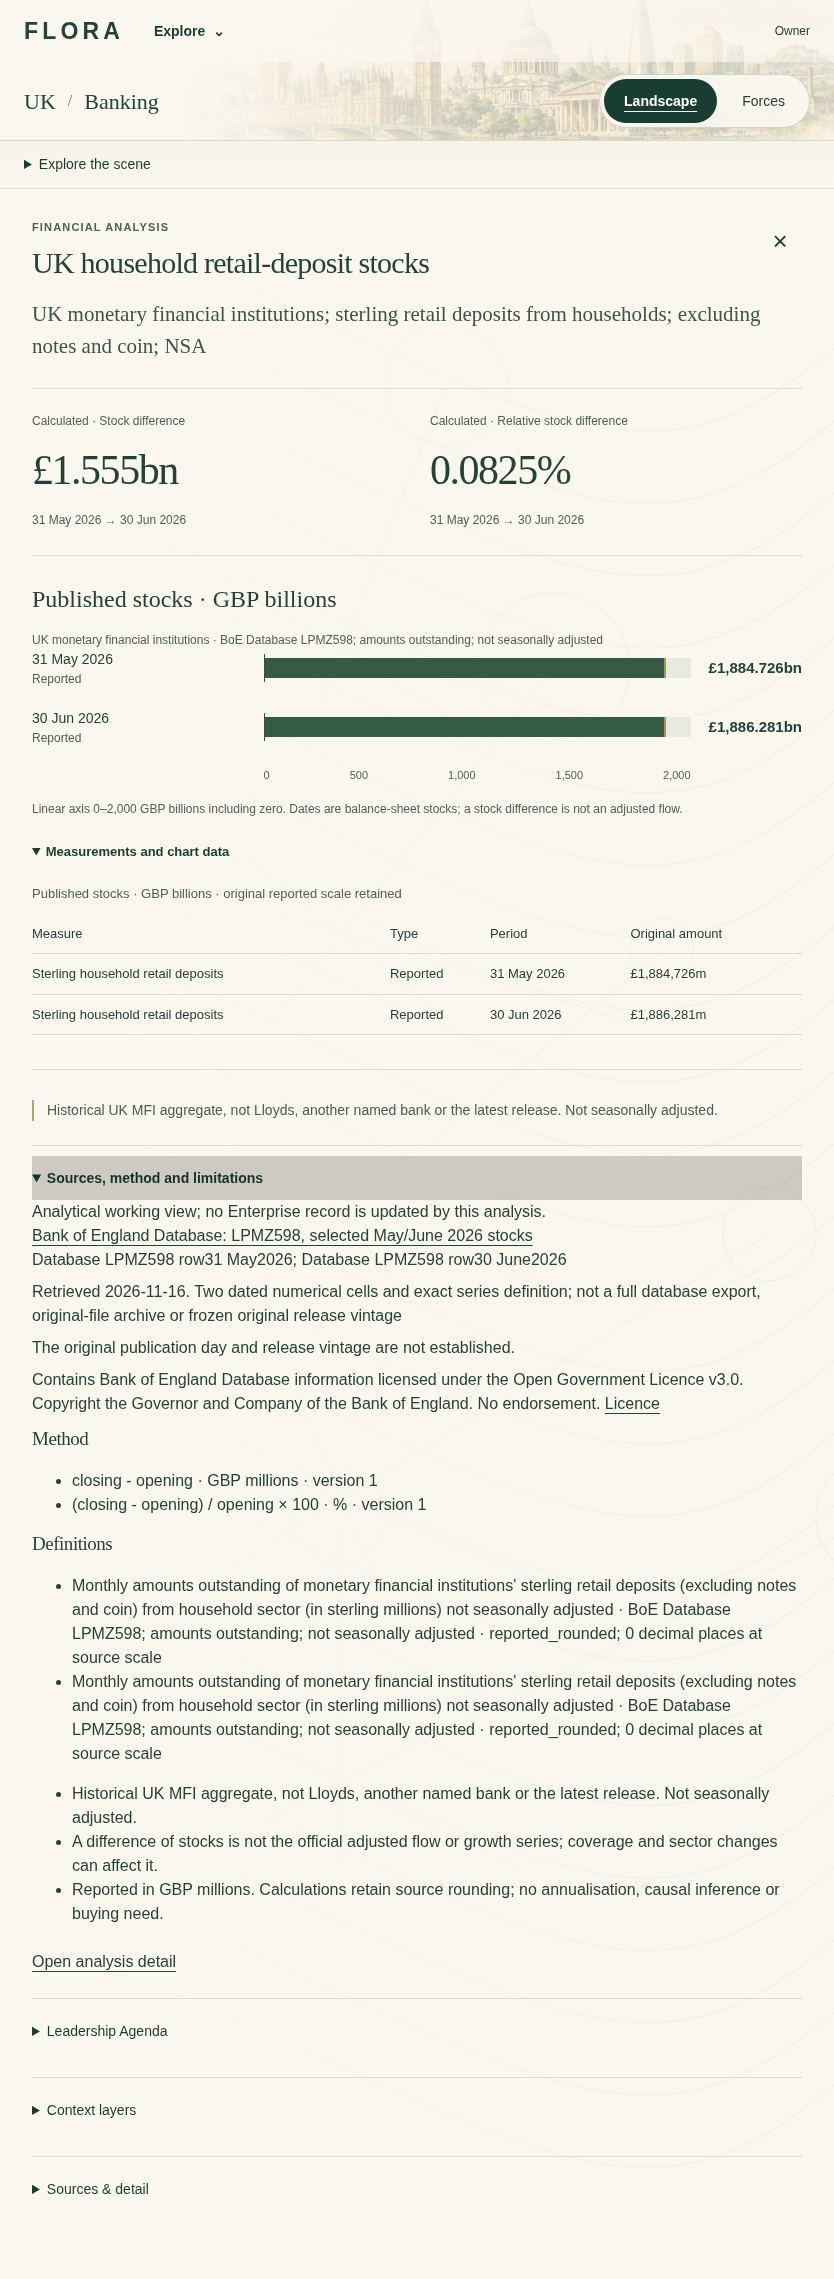 FLORA
Explore
Owner
UK / Banking
Landscape
Forces
Explore the scene
FINANCIAL ANALYSIS
UK household retail-deposit stocks
UK monetary financial institutions; sterling retail deposits from households; excluding
notes and coin; NSA
Calculated · Stock difference
Calculated · Relative stock difference
£1.555bn
0.0825%
31 May 2026 → 30 Jun 2026
31 May 2026 → 30 Jun 2026
Published stocks · GBP billions
UK monetary financial institutions · BoE Database LPMZ598; amounts outstanding; not seasonally adjusted
31 May 2026
Reported
£1,884.726bn
30 Jun 2026
Reported
£1,886.281bn
0 500 1,000 1,500 2,000
Linear axis 0–2,000 GBP billions including zero. Dates are balance-sheet stocks; a stock difference is not an adjusted flow.
Measurements and chart data
Published stocks · GBP billions · original reported scale retained
Measure Type Period Original amount
Sterling household retail deposits Reported 31 May 2026 £1,884,726m
Sterling household retail deposits Reported 30 Jun 2026 £1,886,281m
Historical UK MFI aggregate, not Lloyds, another named bank or the latest release. Not seasonally adjusted.
Sources, method and limitations
Analytical working view; no Enterprise record is updated by this analysis.
Bank of England Database: LPMZ598, selected May/June 2026 stocks
Database LPMZ598 row31 May2026; Database LPMZ598 row30 June2026
Retrieved 2026-11-16. Two dated numerical cells and exact series definition; not a full database export,
original-file archive or frozen original release vintage
The original publication day and release vintage are not established.
Contains Bank of England Database information licensed under the Open Government Licence v3.0.
Copyright the Governor and Company of the Bank of England. No endorsement. Licence
Method
• closing - opening · GBP millions · version 1
• (closing - opening) / opening × 100 · % · version 1
Definitions
• Monthly amounts outstanding of monetary financial institutions' sterling retail deposits (excluding notes
and coin) from household sector (in sterling millions) not seasonally adjusted · BoE Database
LPMZ598; amounts outstanding; not seasonally adjusted · reported_rounded; 0 decimal places at
source scale
• Monthly amounts outstanding of monetary financial institutions' sterling retail deposits (excluding notes
and coin) from household sector (in sterling millions) not seasonally adjusted · BoE Database
LPMZ598; amounts outstanding; not seasonally adjusted · reported_rounded; 0 decimal places at
source scale
• Historical UK MFI aggregate, not Lloyds, another named bank or the latest release. Not seasonally
adjusted.
• A difference of stocks is not the official adjusted flow or growth series; coverage and sector changes
can affect it.
• Reported in GBP millions. Calculations retain source rounding; no annualisation, causal inference or
buying need.
Open analysis detail
Leadership Agenda
Context layers
Sources & detail